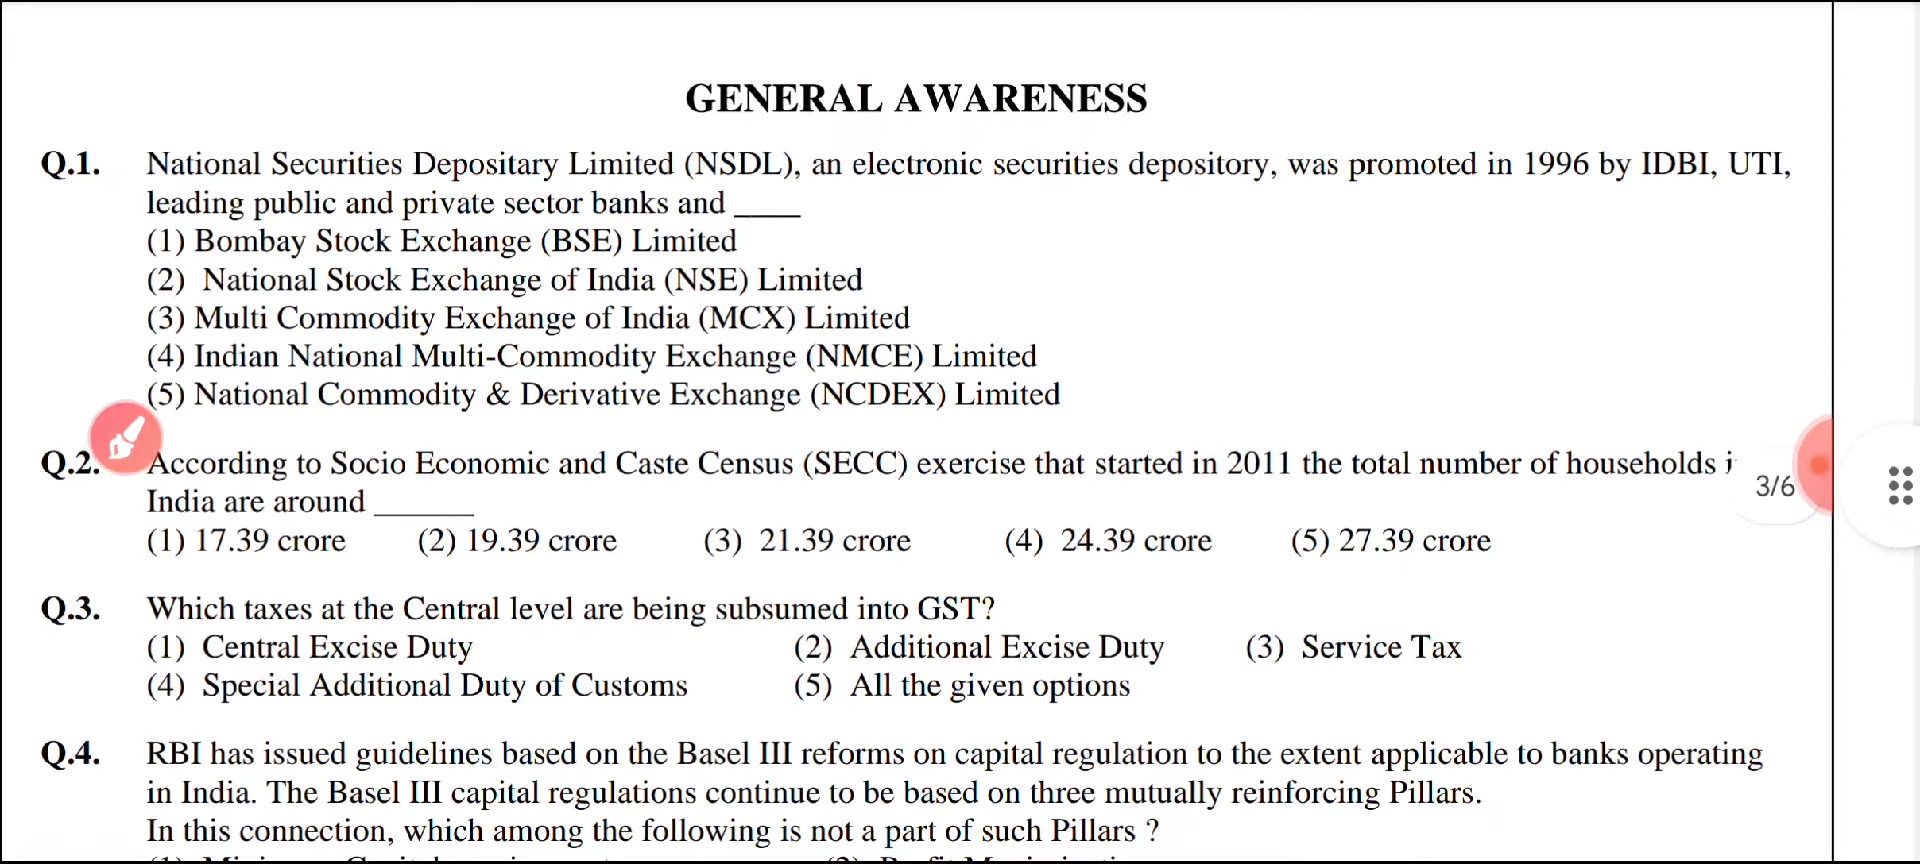 GENERAL AWARENESS
Q.1. National Securities Depositary Limited (NSDL), an electronic securities depository, was promoted in 1996 by IDBI, UTI,
leading public and private sector banks and ____
(1) Bombay Stock Exchange (BSE) Limited
(2) National Stock Exchange of India (NSE) Limited
(3) Multi Commodity Exchange of India (MCX) Limited
(4) Indian National Multi-Commodity Exchange (NMCE) Limited
(5) National Commodity & Derivative Exchange (NCDEX) Limited
Q.2. According to Socio Economic and Caste Census (SECC) exercise that started in 2011 the total number of households
India are around ______
3/6
(1) 17.39 crore (2) 19.39 crore (3) 21.39 crore (4) 24.39 crore (5) 27.39 crore
Q.3. Which taxes at the Central level are being subsumed into GST?
(1) Central Excise Duty (2) Additional Excise Duty (3) Service Tax
(4) Special Additional Duty of Customs (5) All the given options
Q.4. RBI has issued guidelines based on the Basel III reforms on capital regulation to the extent applicable to banks operating
in India. The Basel III capital regulations continue to be based on three mutually reinforcing Pillars.
In this connection, which among the following is not a part of such Pillars ?